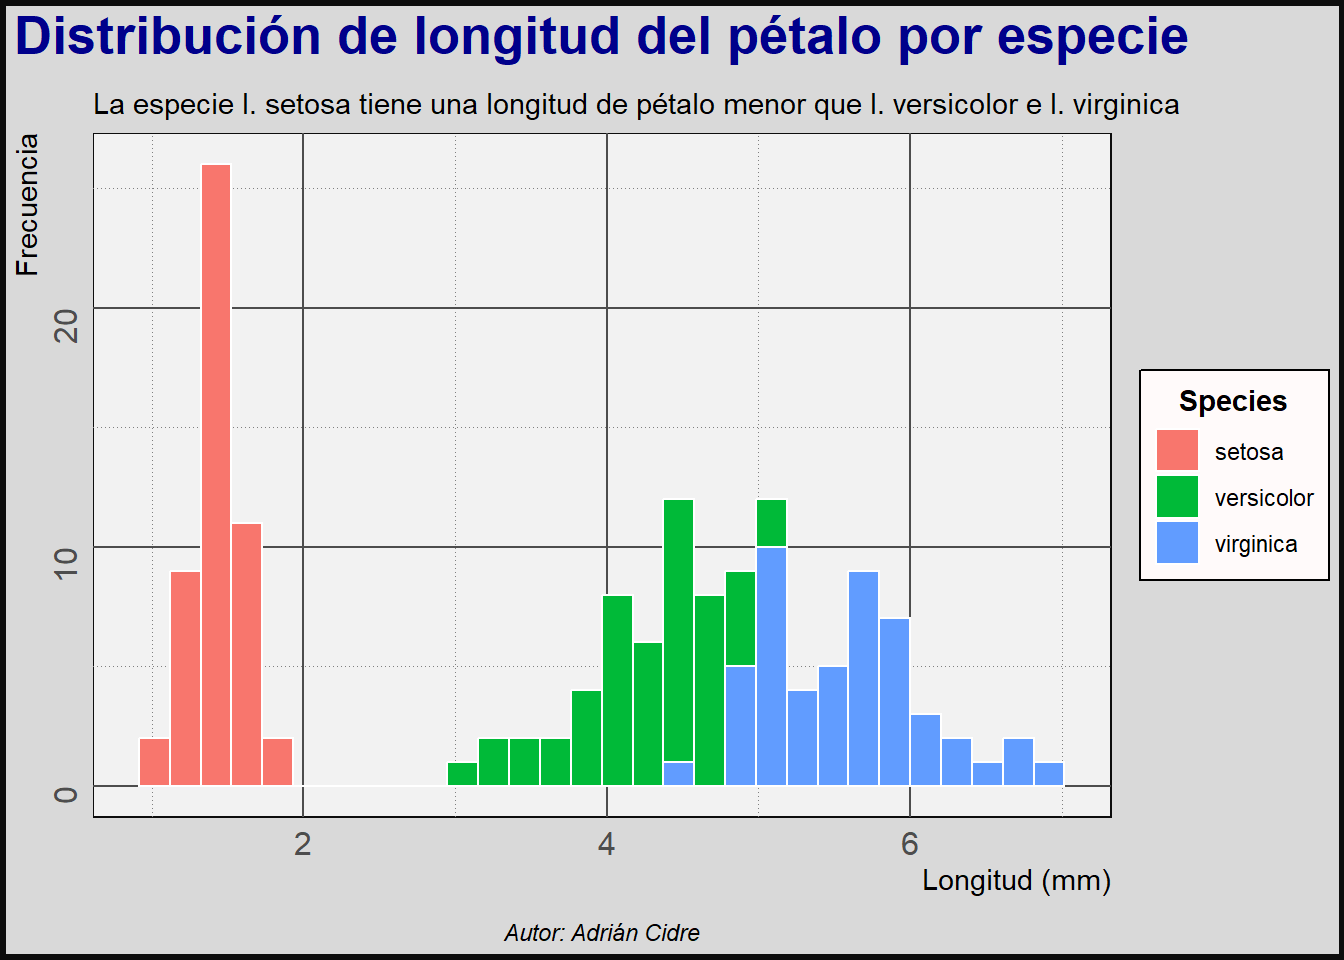 Distribución de longitud del pétalo por especie
La especie I. setosa tiene una longitud de pétalo menor que I. versicolor e I. virginica
Frecuencia
20
10
0
2
4
6
Longitud (mm)
Species
setosa
versicolor
virginica
Autor: Adrián Cidre